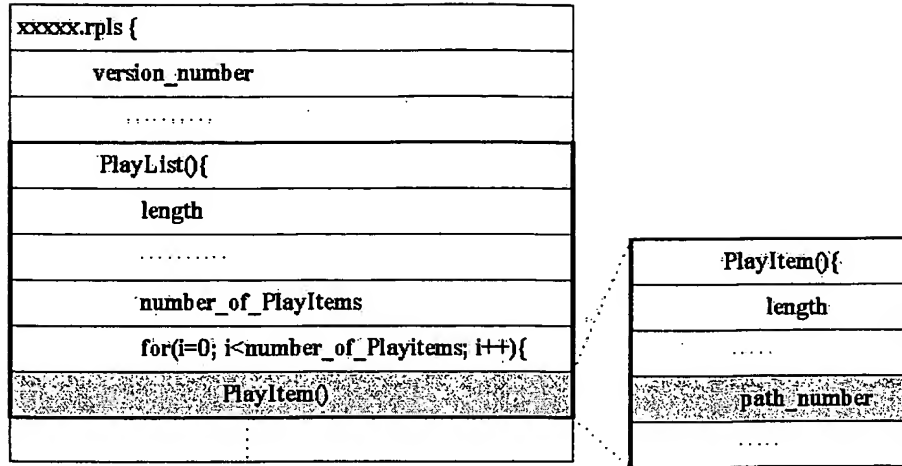 xxxxx.rpls {
version_number
..........
PlayList(){
length
..........
number_of_PlayItems
for(i=0; i<number_of_Playitems; i++){
PlayItem()
PlayItem(){
length
.....
path_number
.....